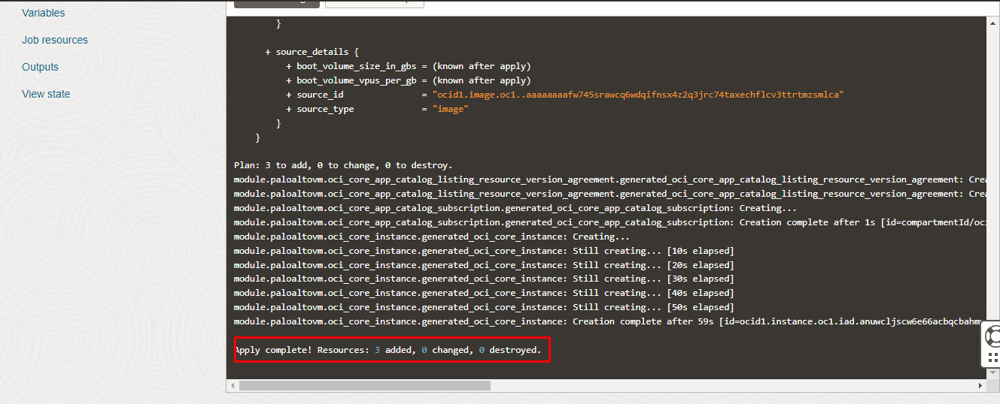 Variables
Job resources
Outputs
View state
}
+ source_details {
+ boot_volume_size_in_gbs = (known after apply)
+ boot_volume_vpus_per_gb = (known after apply)
+ source_id = "ocid1.image.oc1..aaaaaaaafw745srawcq6wdqifnsx4z2q3jrc74taxechflcv3ttrtmzsmlca"
+ source_type = "image"
}
}
Plan: 3 to add, 0 to change, 0 to destroy.
module.paloaltovm.oci_core_app_catalog_listing_resource_version_agreement.generated_oci_core_app_catalog_listing_resource_version_agreement: Crea
module.paloaltovm.oci_core_app_catalog_listing_resource_version_agreement.generated_oci_core_app_catalog_listing_resource_version_agreement: Crea
module.paloaltovm.oci_core_app_catalog_subscription.generated_oci_core_app_catalog_subscription: Creating...
module.paloaltovm.oci_core_app_catalog_subscription.generated_oci_core_app_catalog_subscription: Creation complete after 1s [id=compartmentId/oci
module.paloaltovm.oci_core_instance.generated_oci_core_instance: Creating...
module.paloaltovm.oci_core_instance.generated_oci_core_instance: Still creating... [10s elapsed]
module.paloaltovm.oci_core_instance.generated_oci_core_instance: Still creating... [20s elapsed]
module.paloaltovm.oci_core_instance.generated_oci_core_instance: Still creating... [30s elapsed]
module.paloaltovm.oci_core_instance.generated_oci_core_instance: Still creating... [40s elapsed]
module.paloaltovm.oci_core_instance.generated_oci_core_instance: Still creating... [50s elapsed]
module.paloaltovm.oci_core_instance.generated_oci_core_instance: Creation complete after 59s [id=ocid1.instance.oc1.iad.anuwcljscw6e66acbqcbahm
Apply complete! Resources: 3 added, 0 changed, 0 destroyed.